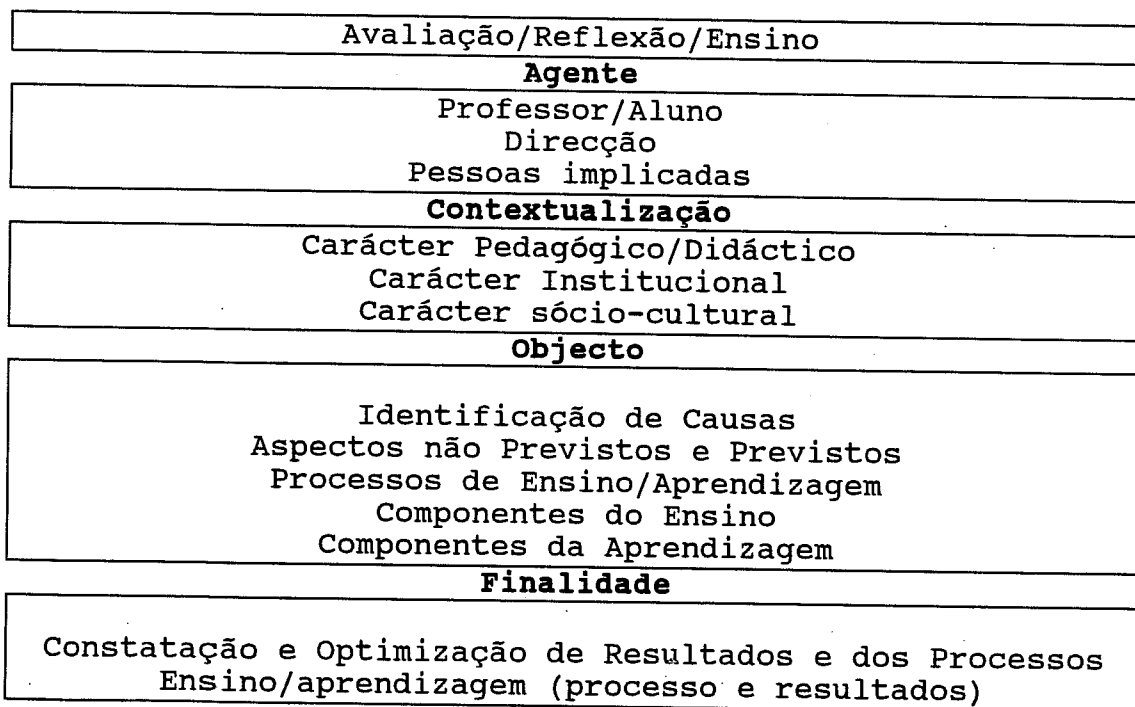 Avaliação/Reflexão/Ensino
Agente
Professor/Aluno
Direcção
Pessoas implicadas
Contextualização
Carácter Pedagógico/Didáctico
Carácter Institucional
Carácter sócio-cultural
Objecto
Identificação de Causas
Aspectos não Previstos e Previstos
Processos de Ensino/Aprendizagem
Componentes do Ensino
Componentes da Aprendizagem
Finalidade
Constatação e Optimização de Resultados e dos Processos
Ensino/aprendizagem (processo e resultados)